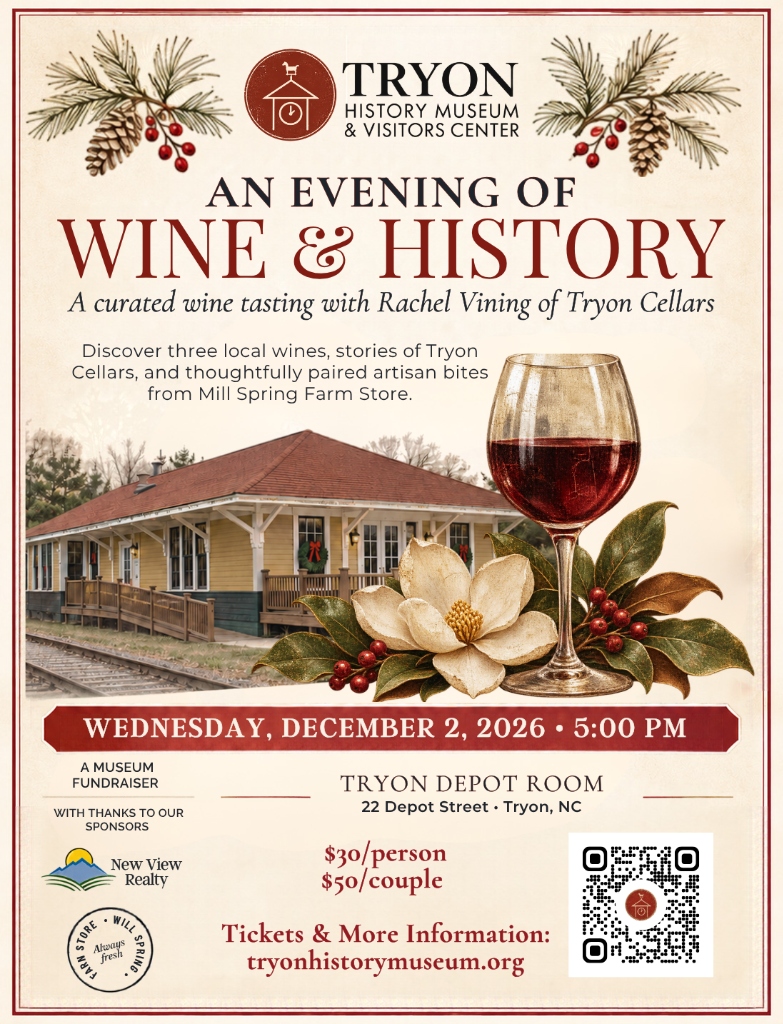 TRYON
HISTORY MUSEUM
& VISITORS CENTER
AN EVENING OF
WINE & HISTORY
A curated wine tasting with Rachel Vining of Tryon Cellars
Discover three local wines, stories of Tryon
Cellars, and thoughtfully paired artisan bites
from Mill Spring Farm Store.
WEDNESDAY, DECEMBER 2, 2026 • 5:00 PM
A MUSEUM
FUNDRAISER
WITH THANKS TO OUR
SPONSORS
New View
Realty
FARM STORE • WILL SPRING •
Always
fresh
TRYON DEPOT ROOM
22 Depot Street • Tryon, NC
$30/person
$50/couple
Tickets & More Information:
tryonhistorymuseum.org